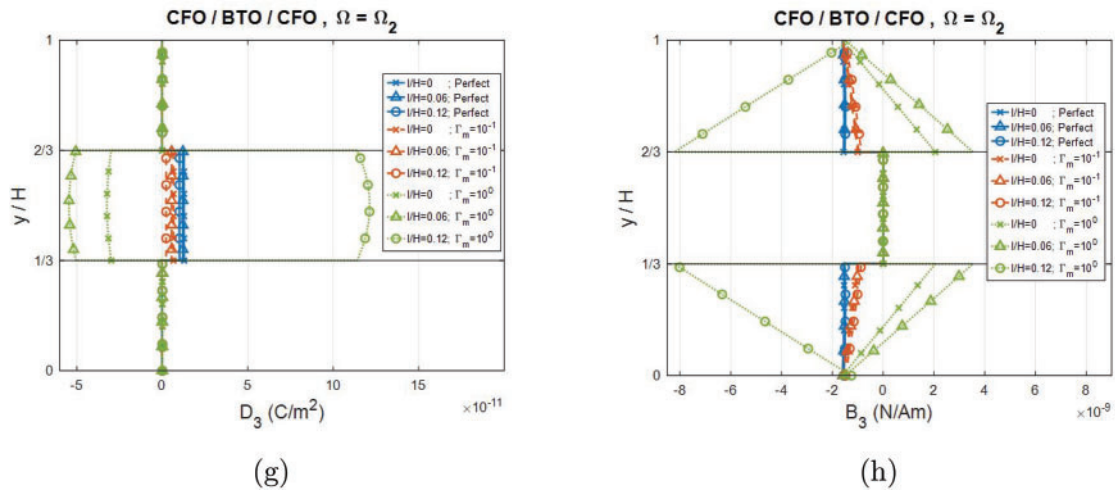 CFO / BTO / CFO , Ω = Ω₂
1
2/3
1/3
0
y / H
l/H=0 ; Perfect
l/H=0.06; Perfect
l/H=0.12; Perfect
l/H=0 ; Γₘ=10⁻¹
l/H=0.06; Γₘ=10⁻¹
l/H=0.12; Γₘ=10⁻¹
l/H=0 ; Γₘ=10⁰
l/H=0.06; Γₘ=10⁰
l/H=0.12; Γₘ=10⁰
-5 0 5 10 15
D₃ (C/m²)
×10⁻¹¹
(g)
CFO / BTO / CFO , Ω = Ω₂
1
2/3
1/3
0
y / H
l/H=0 ; Perfect
l/H=0.06; Perfect
l/H=0.12; Perfect
l/H=0 ; Γₘ=10⁻¹
l/H=0.06; Γₘ=10⁻¹
l/H=0.12; Γₘ=10⁻¹
l/H=0 ; Γₘ=10⁰
l/H=0.06; Γₘ=10⁰
l/H=0.12; Γₘ=10⁰
-8 -6 -4 -2 0 2 4 6 8
B₃ (N/Am)
×10⁻⁹
(h)